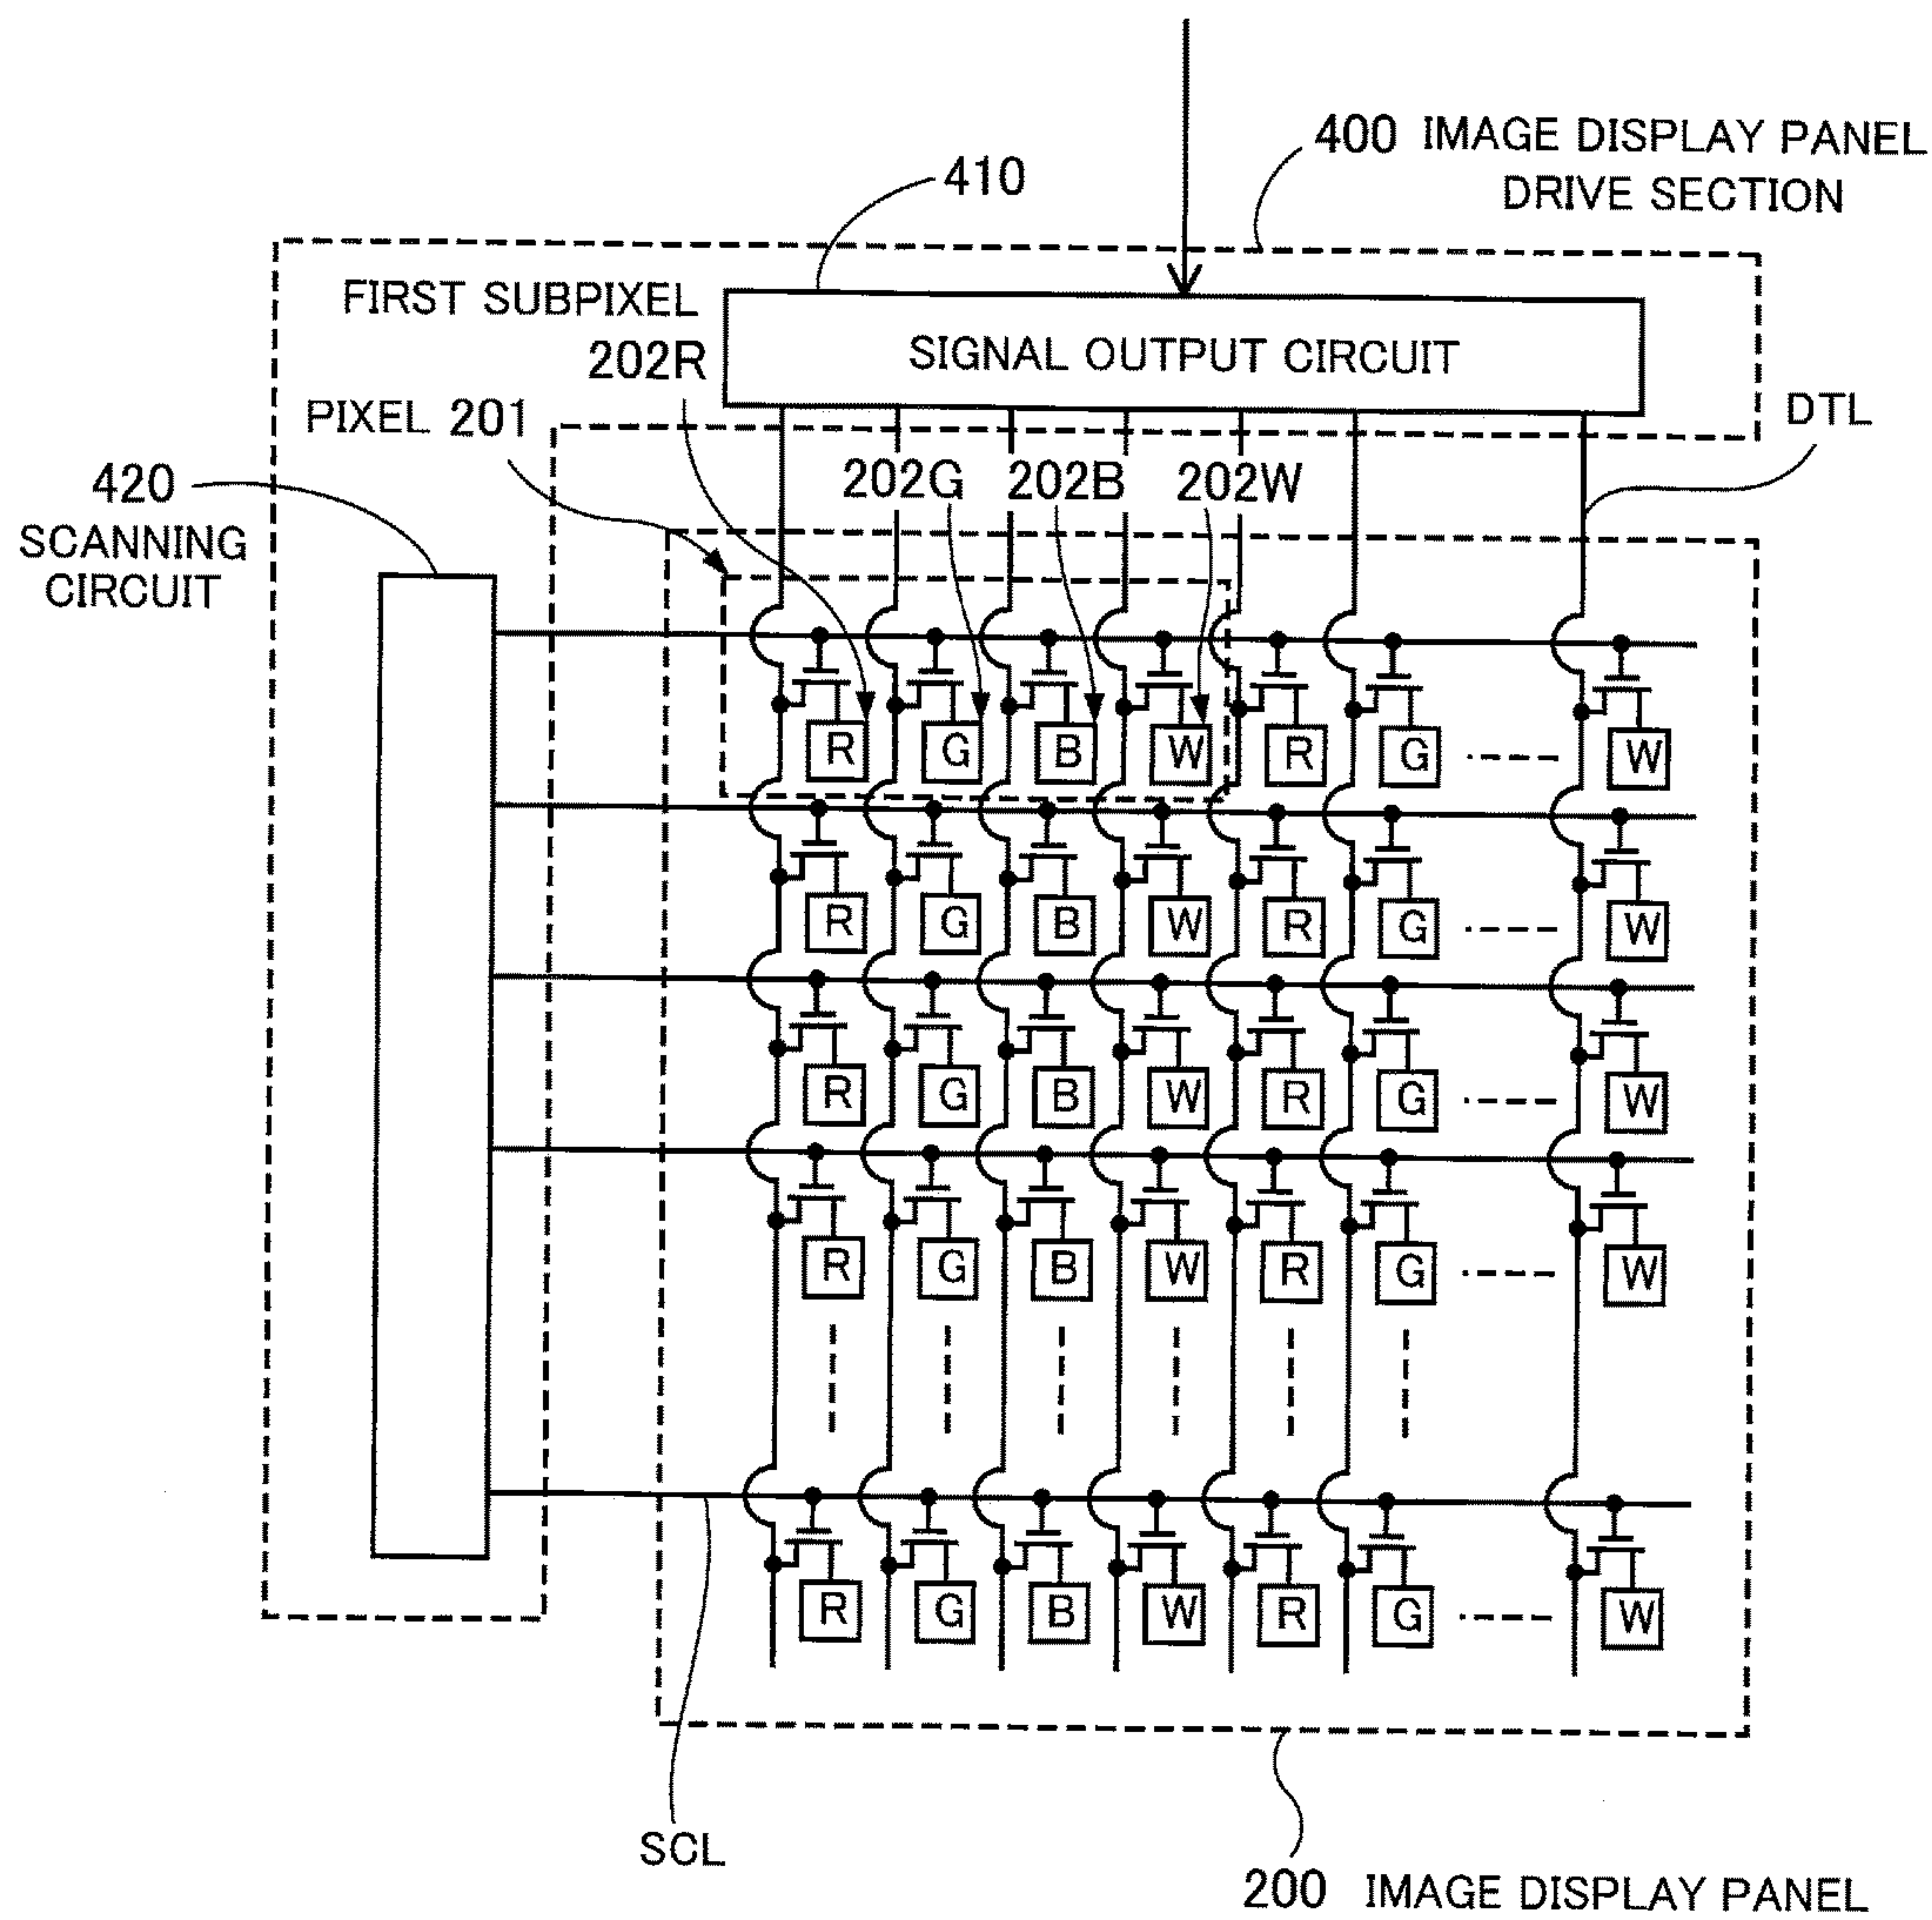 400 IMAGE DISPLAY PANEL
DRIVE SECTION
410
FIRST SUBPIXEL
202R
SIGNAL OUTPUT CIRCUIT
PIXEL 201
DTL
420
SCANNING
CIRCUIT
202G 202B 202W
R G B W R G W
R G B W R G W
R G B W R G W
R G B W R G W
R G B W R G W
SCL
200 IMAGE DISPLAY PANEL